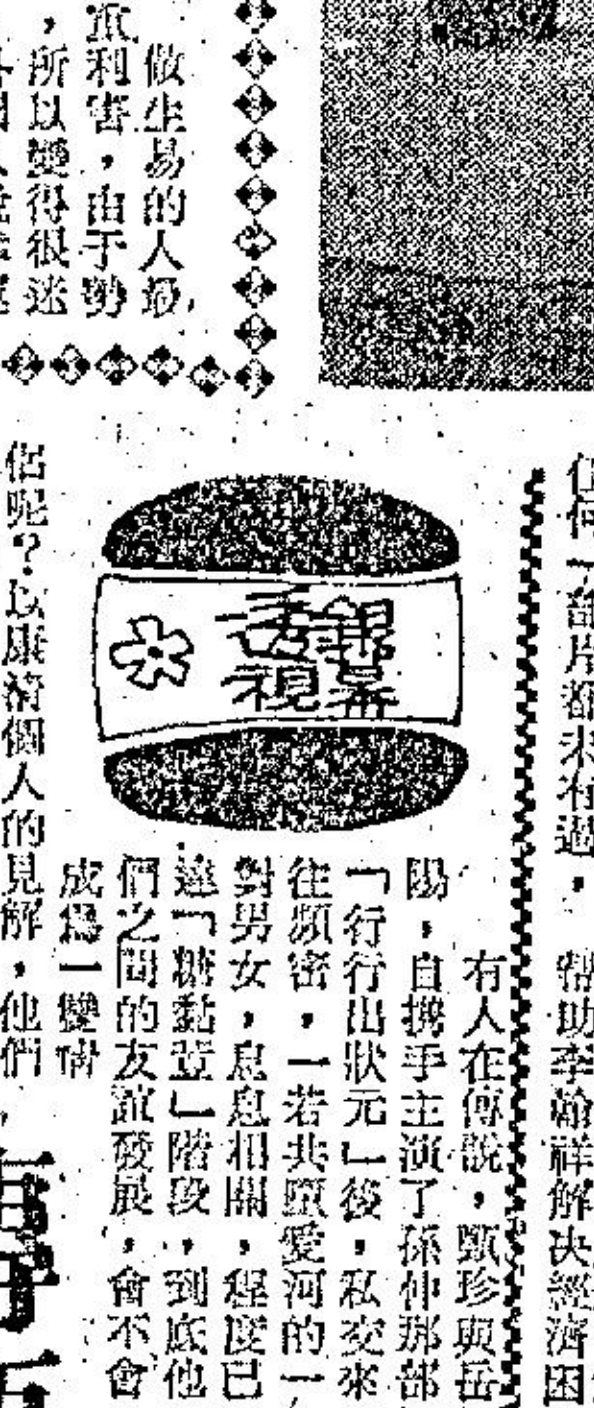 做生易的人最
利害，由于勢
，所以變得很迷
任何一部片都未有過，
幫助李翰祥解決經濟困
銀幕
視
有人在傳說，甄珍與岳
陽，自携手主演了孫仲那部
「行行出狀元」後，私交來
往頻密，一若共墮愛河的一
對男女，息息相關，程度已
達「糖黏荳」階段，到底他
們之間的友誼發展，會不會
成爲一雙情
侶呢？以康濟個人的見解，他們